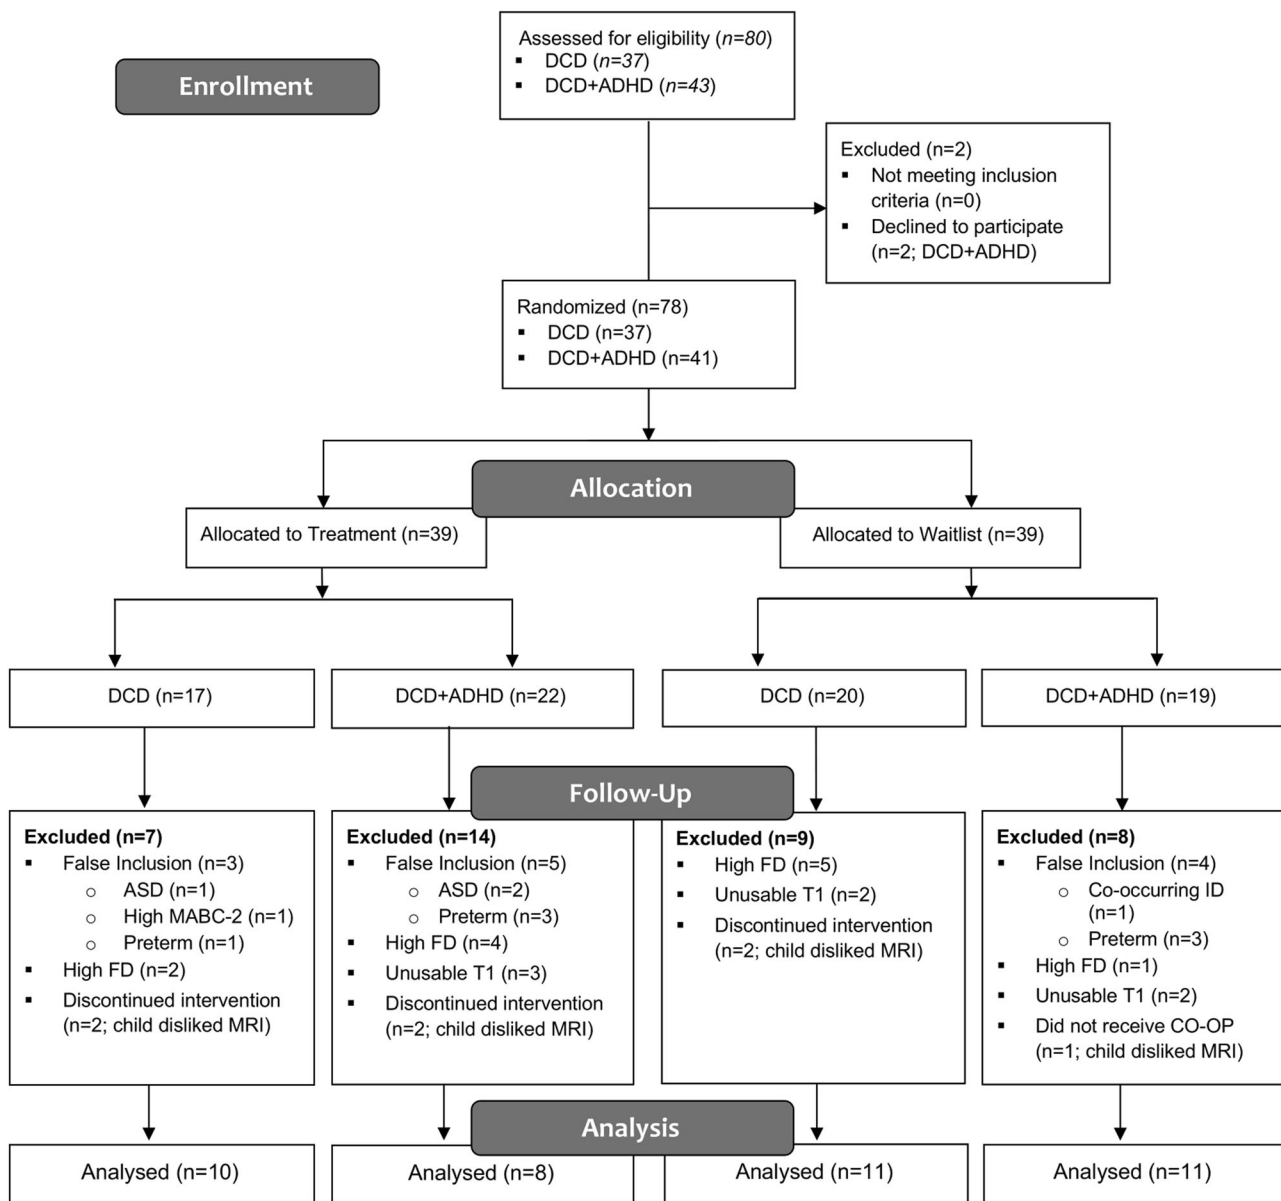 Enrollment
Assessed for eligibility (n=80)
▪ DCD (n=37)
▪ DCD+ADHD (n=43)
Excluded (n=2)
▪ Not meeting inclusion
criteria (n=0)
▪ Declined to participate
(n=2; DCD+ADHD)
Randomized (n=78)
▪ DCD (n=37)
▪ DCD+ADHD (n=41)
Allocation
Allocated to Treatment (n=39)
Allocated to Waitlist (n=39)
DCD (n=17)
DCD+ADHD (n=22)
DCD (n=20)
DCD+ADHD (n=19)
Follow-Up
Excluded (n=7)
▪ False Inclusion (n=3)
o ASD (n=1)
o High MABC-2 (n=1)
o Preterm (n=1)
▪ High FD (n=2)
▪ Discontinued intervention
(n=2; child disliked MRI)
Excluded (n=14)
▪ False Inclusion (n=5)
o ASD (n=2)
o Preterm (n=3)
▪ High FD (n=4)
▪ Unusable T1 (n=3)
▪ Discontinued intervention
(n=2; child disliked MRI)
Excluded (n=9)
▪ High FD (n=5)
▪ Unusable T1 (n=2)
▪ Discontinued intervention
(n=2; child disliked MRI)
Excluded (n=8)
▪ False Inclusion (n=4)
o Co-occurring ID
(n=1)
o Preterm (n=3)
▪ High FD (n=1)
▪ Unusable T1 (n=2)
▪ Did not receive CO-OP
(n=1; child disliked MRI)
Analysis
Analysed (n=10)
Analysed (n=8)
Analysed (n=11)
Analysed (n=11)